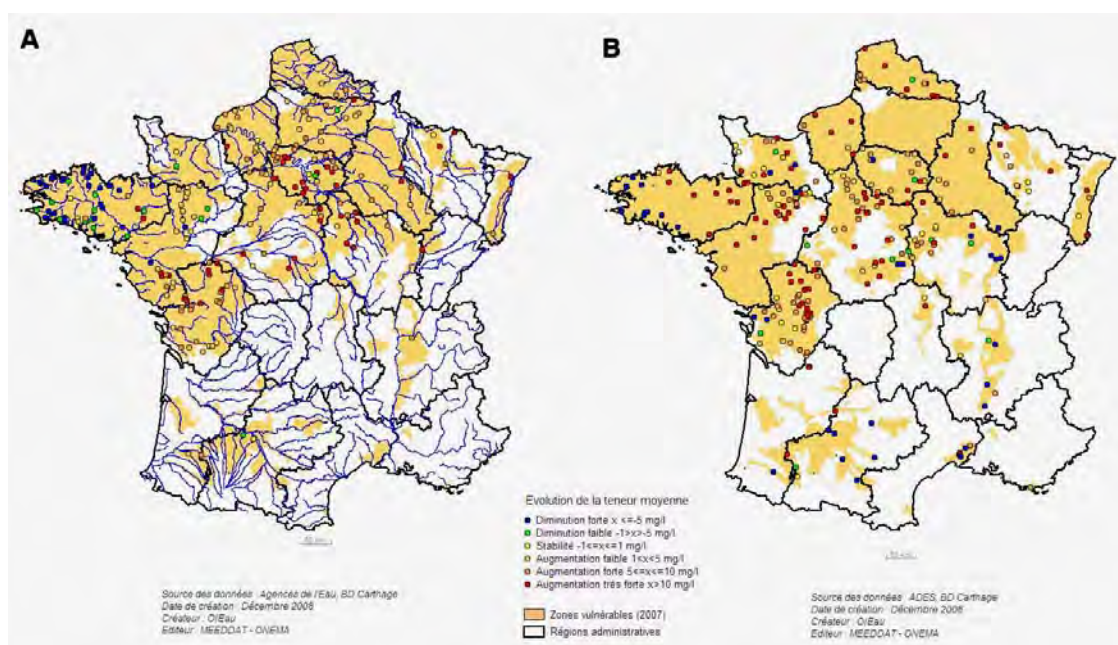 A
B
Evolution de la teneur moyenne
Diminution forte x <=-5 mg/l
Diminution faible -1>x>-5 mg/l
Stabilité -1<=x<=1 mg/l
Augmentation faible 1<x<5 mg/l
Augmentation forte 5<=x<=10 mg/l
Augmentation très forte x>10 mg/l
Zones vulnérables (2007)
Régions administratives
Source des données : Agences de l'Eau, BD Carthage
Date de création : Décembre 2008
Créateur : OIEau
Editeur : MEEDDAT - ONEMA
Source des données : ADES, BD Carthage
Date de création : Décembre 2008
Créateur : OIEau
Editeur : MEEDDAT - ONEMA